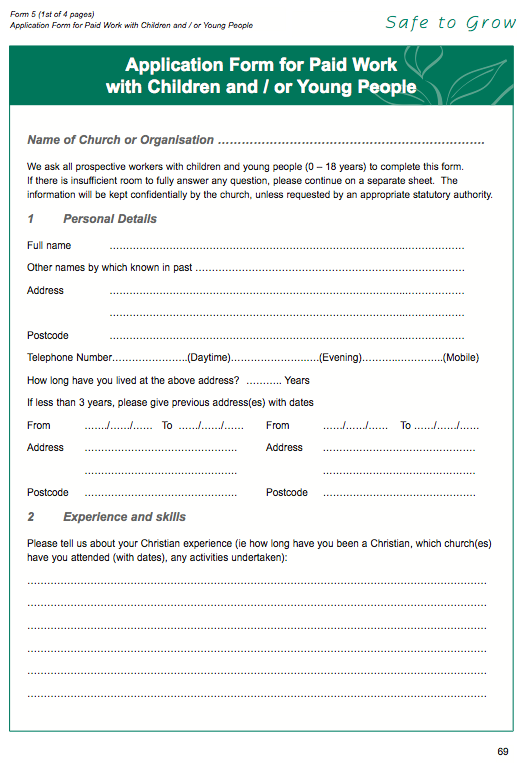 Form 5 (1st of 4 pages)
Application Form for Paid Work with Children and / or Young People
Safe to Grow
Application Form for Paid Work
with Children and / or Young People
Name of Church or Organisation ……………………………………………………
We ask all prospective workers with children and young people (0 – 18 years) to complete this form.
If there is insufficient room to fully answer any question, please continue on a separate sheet. The
information will be kept confidentially by the church, unless requested by an appropriate statutory authority.
1 Personal Details
Full name ……………………………………………………………………………
Other names by which known in past ……………………………………………………
Address ……………………………………………………………………………
……………………………………………………………………………
Postcode ……………………………………………………………………………
Telephone Number…………………(Daytime)……………………(Evening)…………………(Mobile)
How long have you lived at the above address? ……….. Years
If less than 3 years, please give previous address(es) with dates
From ……/……/…… To ……/……/…… From ……/……/…… To ……/……/……
Address ………………………………… Address …………………………………
………………………………… …………………………………
Postcode ………………………………… Postcode …………………………………
2 Experience and skills
Please tell us about your Christian experience (ie how long have you been a Christian, which church(es)
have you attended (with dates), any activities undertaken):
……………………………………………………………………………………………
……………………………………………………………………………………………
……………………………………………………………………………………………
……………………………………………………………………………………………
……………………………………………………………………………………………
……………………………………………………………………………………………
69